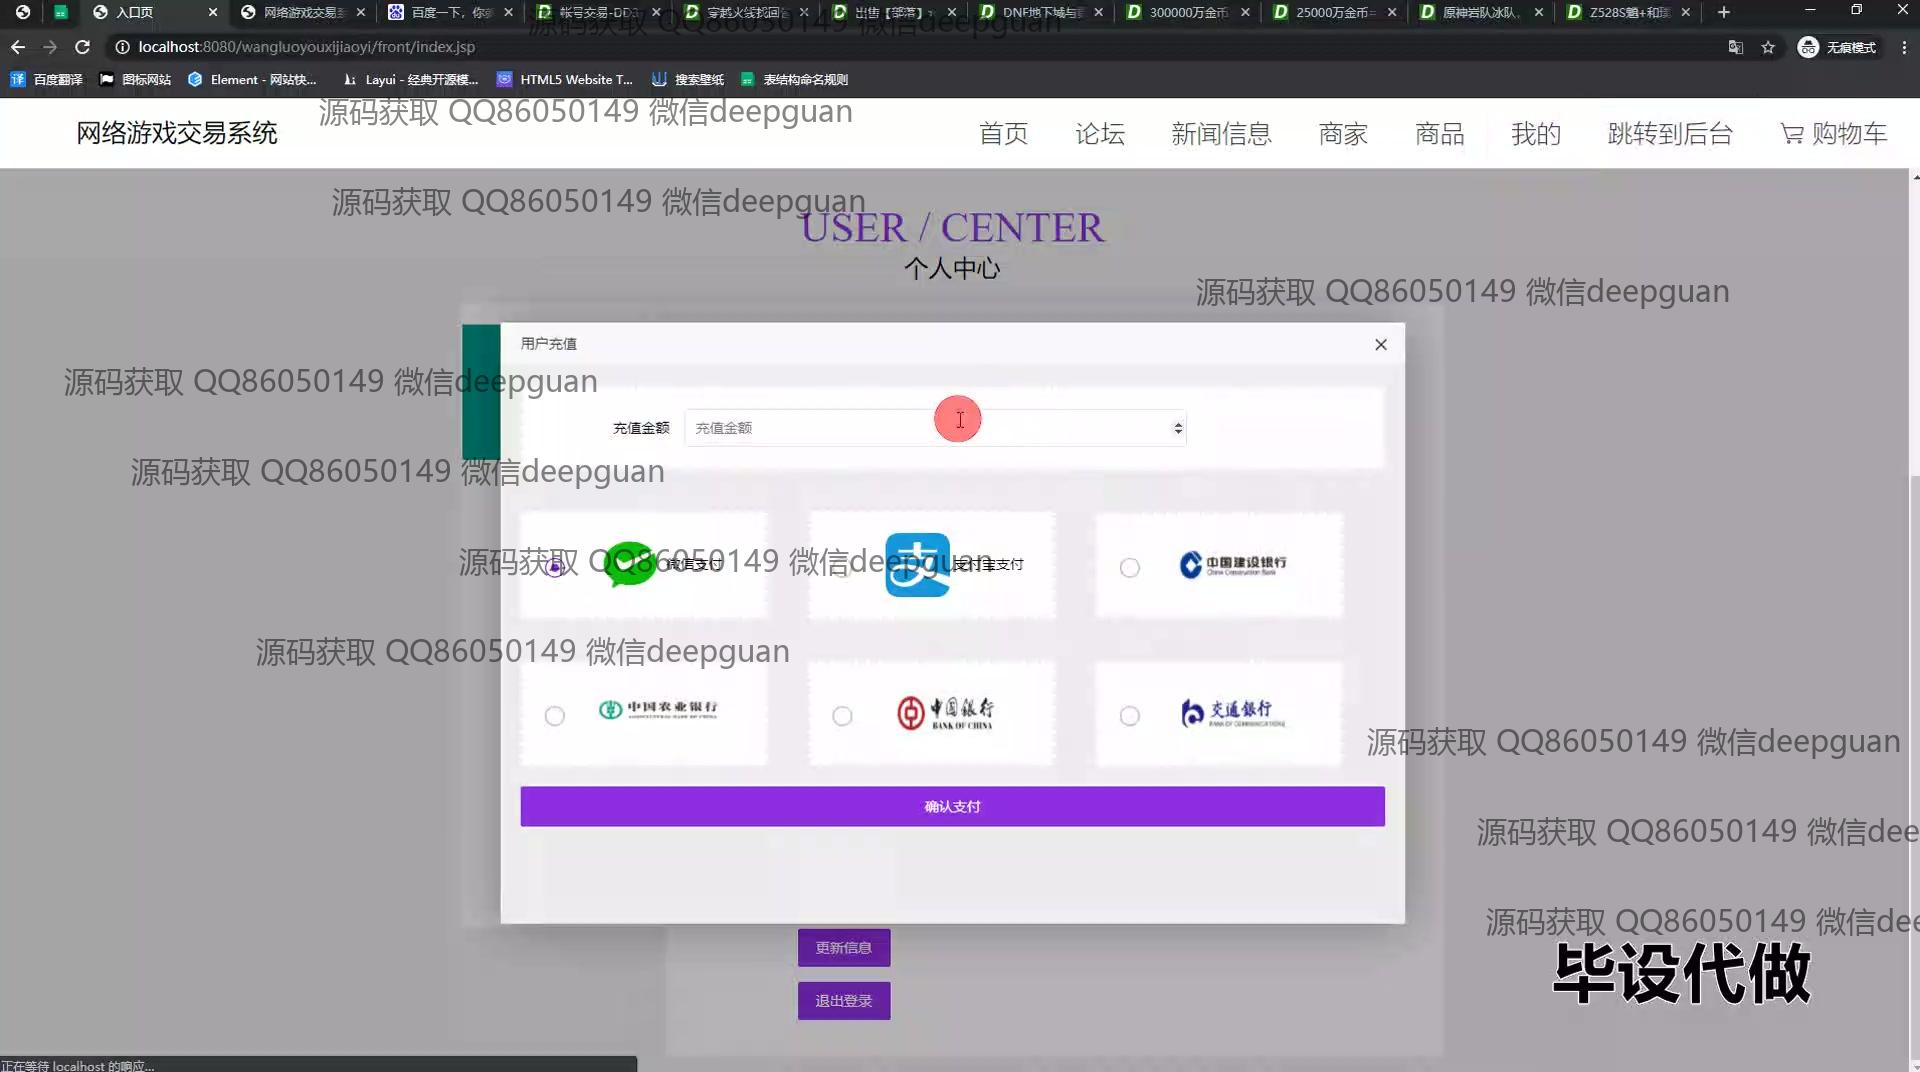 入口页
网络游戏交易系
百度一下，你
帐号交易-DD3
穿越火线找回
出售【部落】
DNF地下城与
300000万金币
25000万金币=
原神岩队冰队,
源码获取 QQ86050149 微信deepguan
localhost:8080/wangluoyouxijiaoyi/front/index.jsp
无痕模式
百度翻译
图标网站
Element - 网站快...
Layui - 经典开源模...
HTML5 Website T...
搜索壁纸
表结构命名规则
源码获取 QQ86050149 微信deepguan
网络游戏交易系统
首页
论坛
新闻信息
商家
商品
我的
跳转到后台
购物车
源码获取 QQ86050149 微信deepguan
USER / CENTER
个人中心
源码获取 QQ86050149 微信deepguan
用户充值
源码获取 QQ86050149 微信deepguan
充值金额
充值金额
源码获取 QQ86050149 微信deepguan
源码获取 QQ86050149 微信deepguan
微信支付
支
支付宝支付
中国建设银行
China Construction Bank
源码获取 QQ86050149 微信deepguan
中国农业银行
AGRICULTURAL BANK OF CHINA
中国银行
BANK OF CHINA
交通银行
BANK OF COMMUNICATIONS
源码获取 QQ86050149 微信deepguan
确认支付
源码获取 QQ86050149 微信dee
源码获取 QQ86050149 微信dee
更新信息
毕设代做
退出登录
正在等待 localhost 的响应...